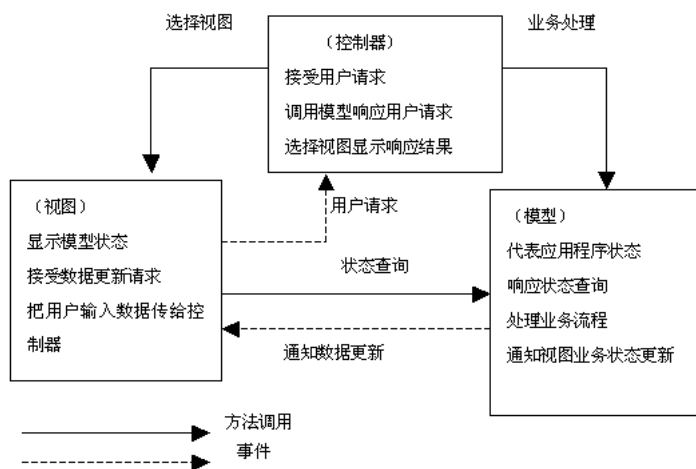 选择视图
业务处理
（控制器）
接受用户请求
调用模型响应用户请求
选择视图显示响应结果
用户请求
（视图）
显示模型状态
接受数据更新请求
把用户输入数据传给控
制器
状态查询
通知数据更新
（模型）
代表应用程序状态
响应状态查询
处理业务流程
通知视图业务状态更新
方法调用
事件